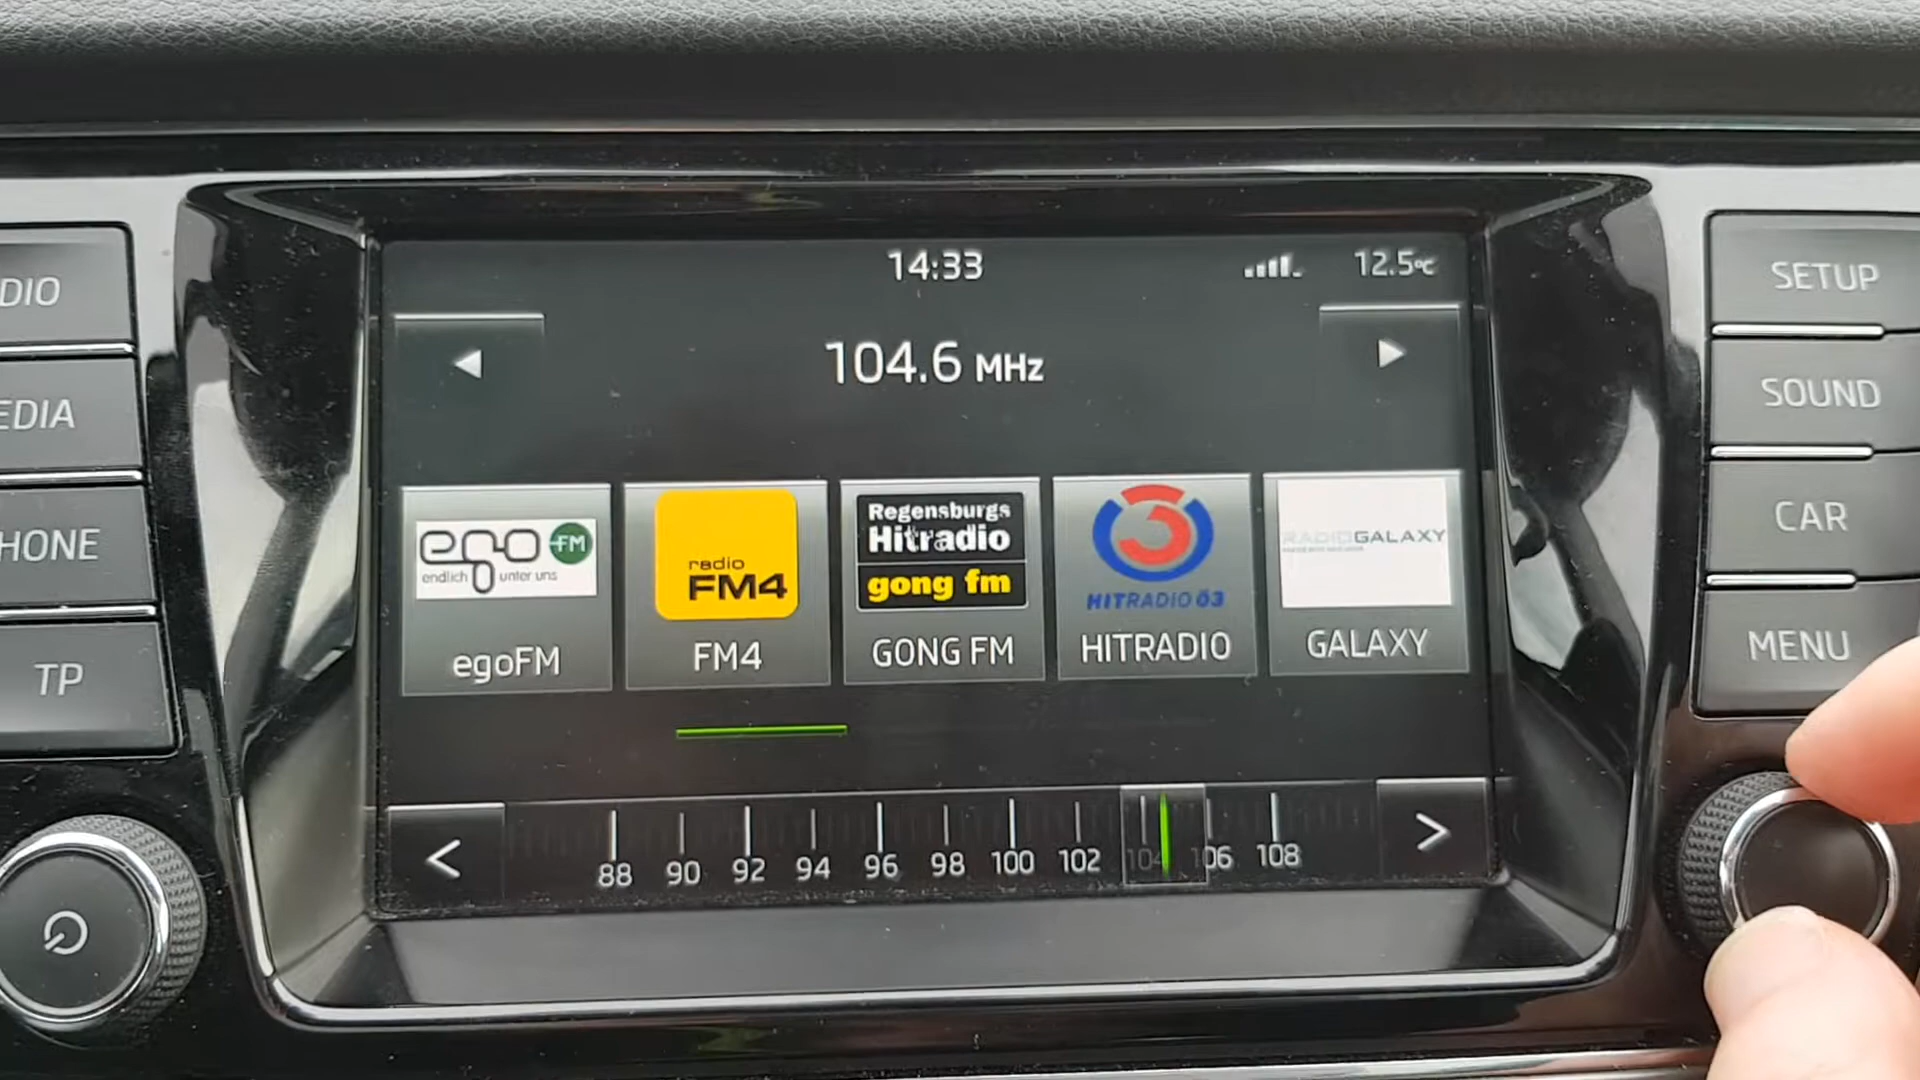 14:33
12.5°C
104.6 MHz
ego FM
endlich unter uns
egoFM
radio
FM4
FM4
Regensburgs
Hitradio
gong fm
GONG FM
3
HITRADIO Ö3
HITRADIO
RADIOGALAXY
GALAXY
<
88 90 92 94 96 98 100 102 104 106 108
>
DIO
EDIA
HONE
TP
SETUP
SOUND
CAR
MENU